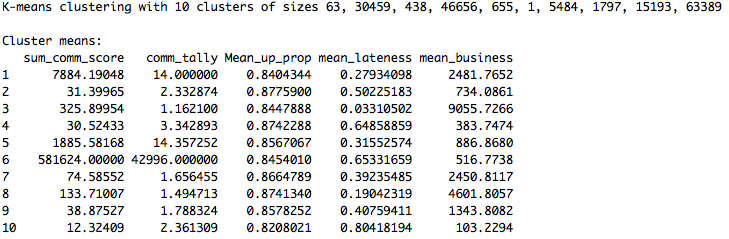 K-means clustering with 10 clusters of sizes 63, 30459, 438, 46656, 655, 1, 5484, 1797, 15193, 63389
Cluster means:
sum_comm_score comm_tally Mean_up_prop mean_lateness mean_business
1 7884.19048 14.000000 0.8404344 0.27934098 2481.7652
2 31.39965 2.332874 0.8775900 0.50225183 734.0861
3 325.89954 1.162100 0.8447888 0.03310502 9055.7266
4 30.52433 3.342893 0.8742288 0.64858859 383.7474
5 1885.58168 14.357252 0.8567067 0.31552574 886.8680
6 581624.00000 42996.000000 0.8454010 0.65331659 516.7738
7 74.58552 1.656455 0.8664789 0.39235485 2450.8117
8 133.71007 1.494713 0.8741340 0.19042319 4601.8057
9 38.87527 1.788324 0.8578252 0.40759411 1343.8082
10 12.32409 2.361309 0.8208021 0.80418194 103.2294